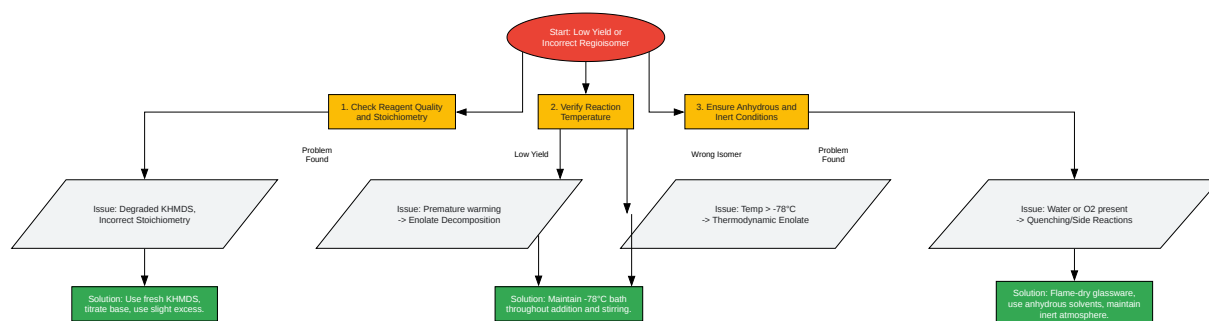 Start: Low Yield or
Incorrect Regioisomer
1. Check Reagent Quality
and Stoichiometry
2. Verify Reaction
Temperature
3. Ensure Anhydrous and
Inert Conditions
Problem
Found
Low Yield
Wrong Isomer
Problem
Found
Issue: Degraded KHMDS,
Incorrect Stoichiometry
Issue: Premature warming
-> Enolate Decomposition
Issue: Temp > -78°C
-> Thermodynamic Enolate
Issue: Water or O2 present
-> Quenching/Side Reactions
Solution: Use fresh KHMDS,
titrate base, use slight excess.
Solution: Maintain -78°C bath
throughout addition and stirring.
Solution: Flame-dry glassware,
use anhydrous solvents, maintain
inert atmosphere.